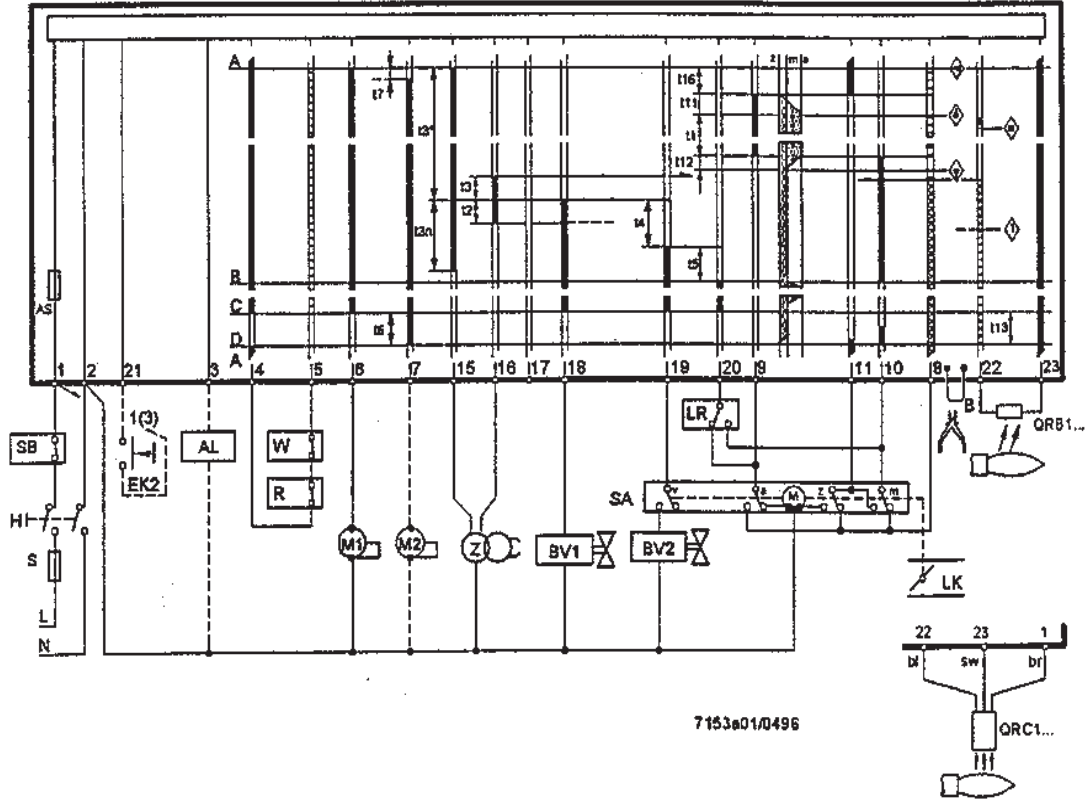 A
z m a
t7
t16
t11
t1
t12
t3'
t3
t2
t3n
t4
t5
B
C
t6
t13
D
A
AS
1 2 21 3 4 5 6 7 15 16 17 18 19 20 9 11 10 8 22 23
1(3)
SB
AL
EK2
W
R
LR
B
QRB1...
H
SA
v a M z m
M1
M2
Z
BV1
BV2
S
LK
L
N
22 23 1
bl sw br
7153a01/0496
QRC1...